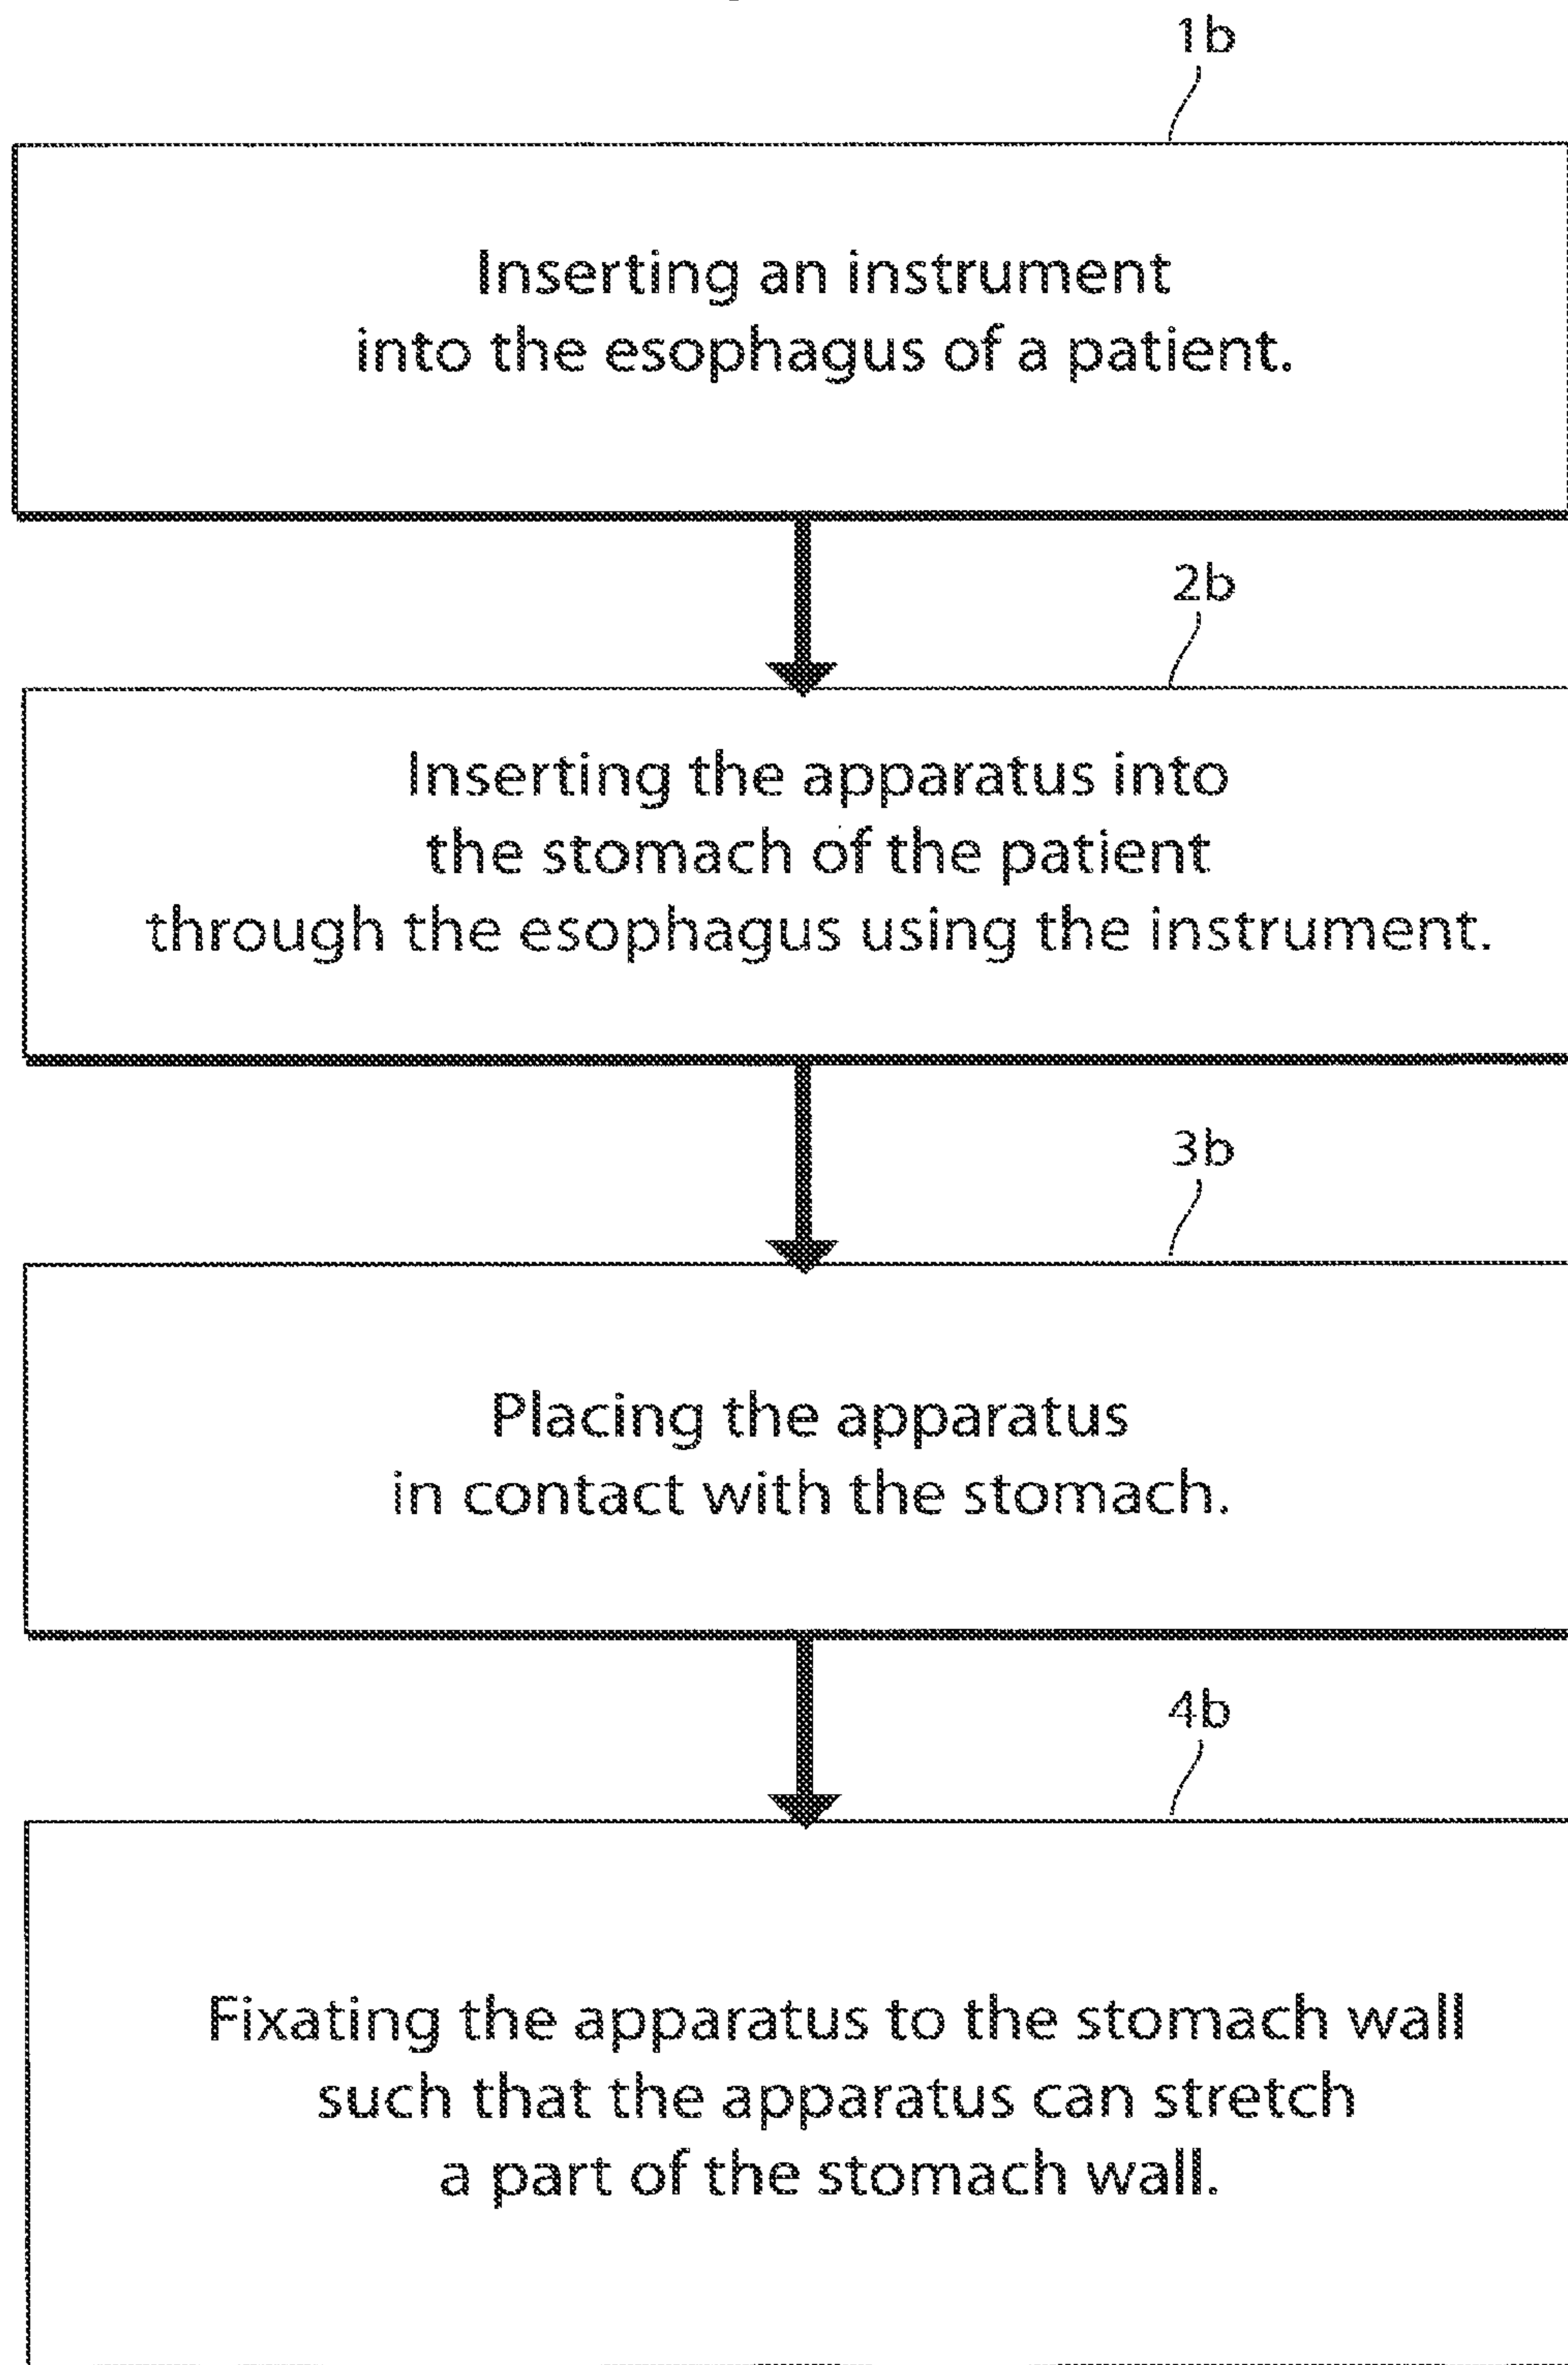 1b
Inserting an instrument
into the esophagus of a patient.
2b
Inserting the apparatus into
the stomach of the patient
through the esophagus using the instrument.
3b
Placing the apparatus
in contact with the stomach.
4b
Fixating the apparatus to the stomach wall
such that the apparatus can stretch
a part of the stomach wall.